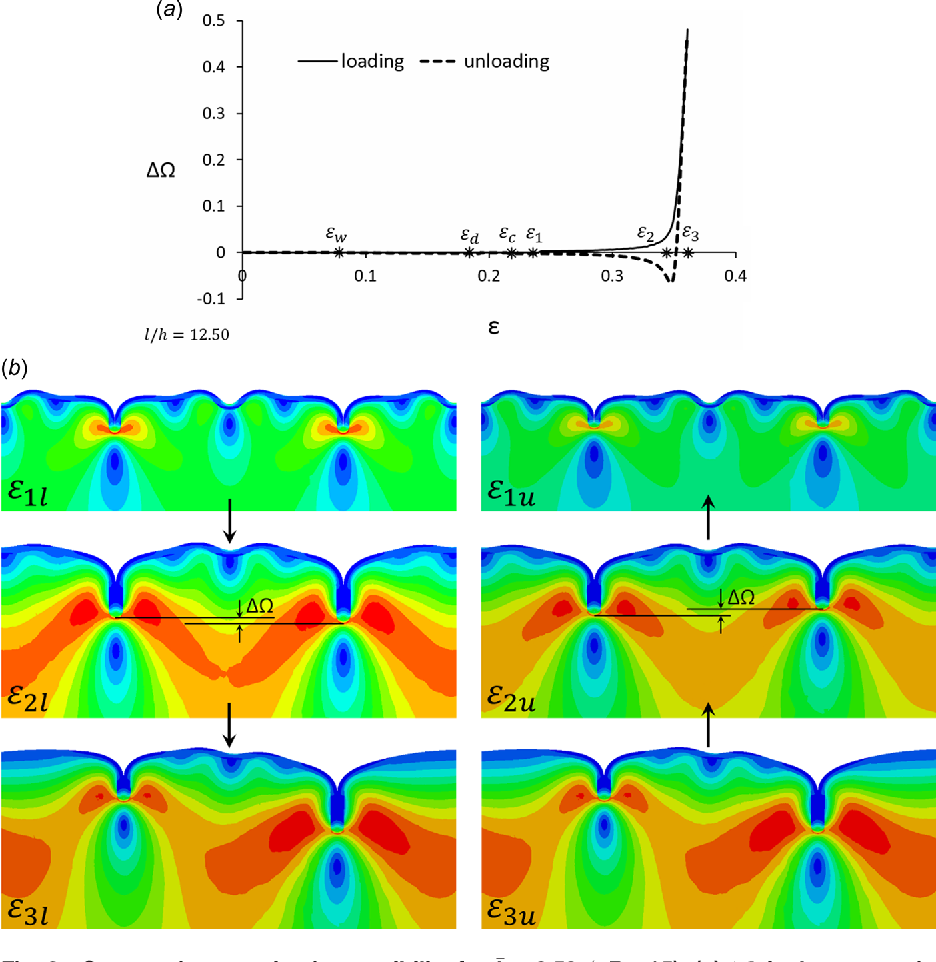 (a)
0.5
0.4
0.3
0.2
0.1
0
-0.1
ΔΩ
loading
unloading
ε_w
ε_d
ε_c
ε_1
ε_2
ε_3
0
0.1
0.2
0.3
0.4
l/h = 12.50
ε
(b)
ε_1l
ε_1u
ΔΩ
ε_2l
ΔΩ
ε_2u
ε_3l
ε_3u